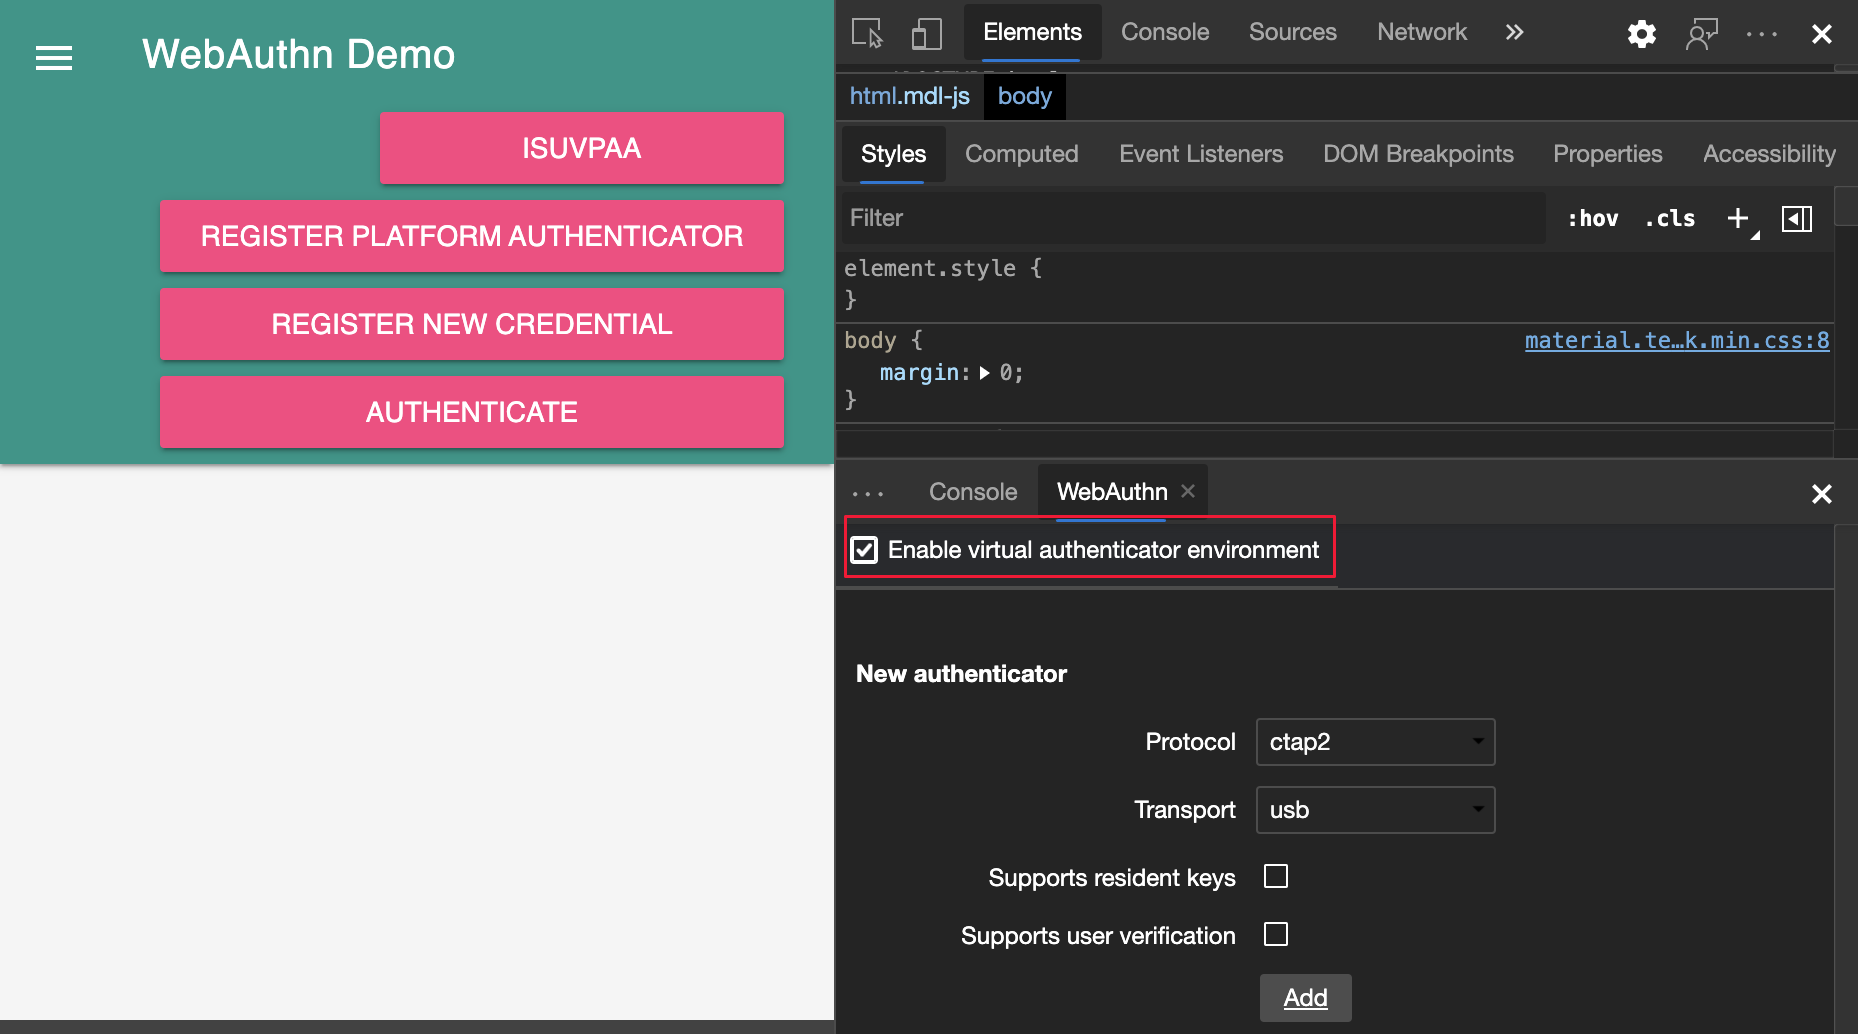 WebAuthn Demo
ISUVPAA
REGISTER PLATFORM AUTHENTICATOR
REGISTER NEW CREDENTIAL
AUTHENTICATE
Elements Console Sources Network
html.mdl-js body
Styles Computed Event Listeners DOM Breakpoints Properties Accessibility
Filter :hov .cls +
element.style {
}
body { material.te…k.min.css:8
margin: 0;
}
Console WebAuthn
Enable virtual authenticator environment
New authenticator
Protocol ctap2
Transport usb
Supports resident keys
Supports user verification
Add